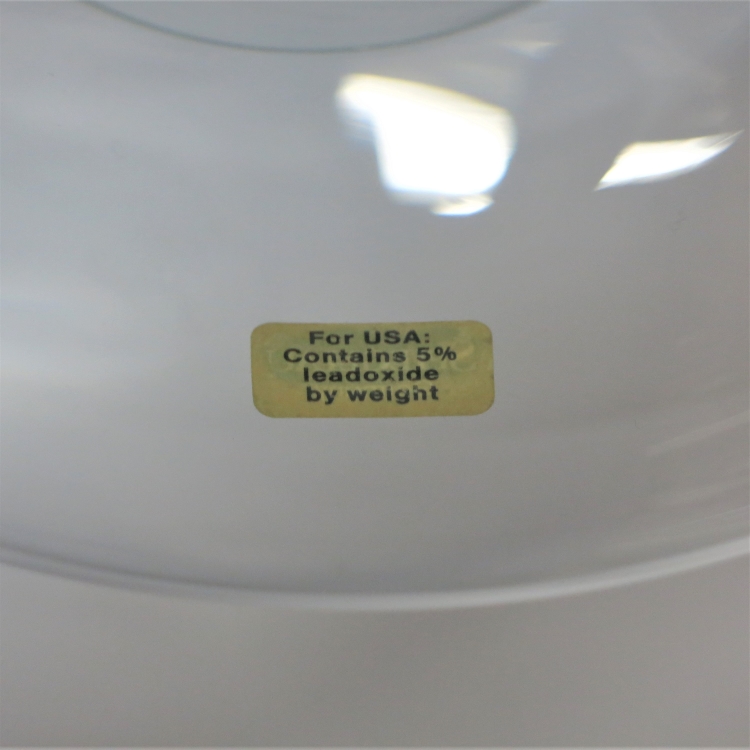 For USA:
Contains 5%
leadoxide
by weight